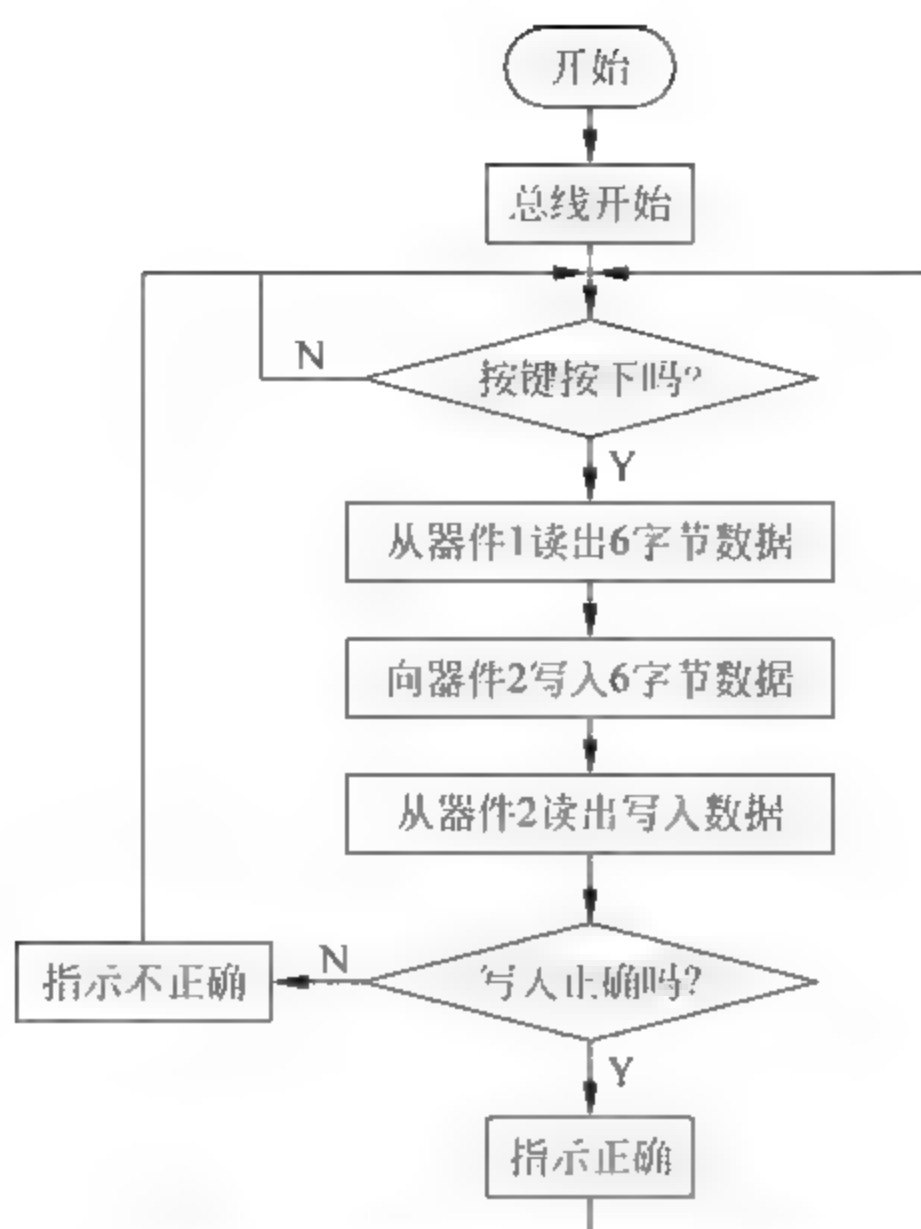 开始
总线开始
N
按键按下吗?
Y
从器件1读出6字节数据
向器件2写入6字节数据
从器件2读出写入数据
指示不正确
N
写人正确吗?
Y
指示正确